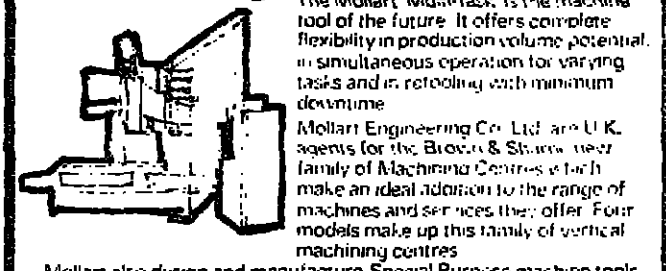 The Mollart Multi-Task is the machine
tool of the future. It offers complete
flexibility in production volume potential,
in simultaneous operation for varying
tasks and in retooling with minimum
downtime
Mollart Engineering Co. Ltd. are U.K.
agents for the Brown & Sharpe new
family of Machining Centres which
make an ideal addition to the range of
machines and services they offer. Four
models make up this family of vertical
machining centres
Mollart also design and manufacture Special Purpose machine tools